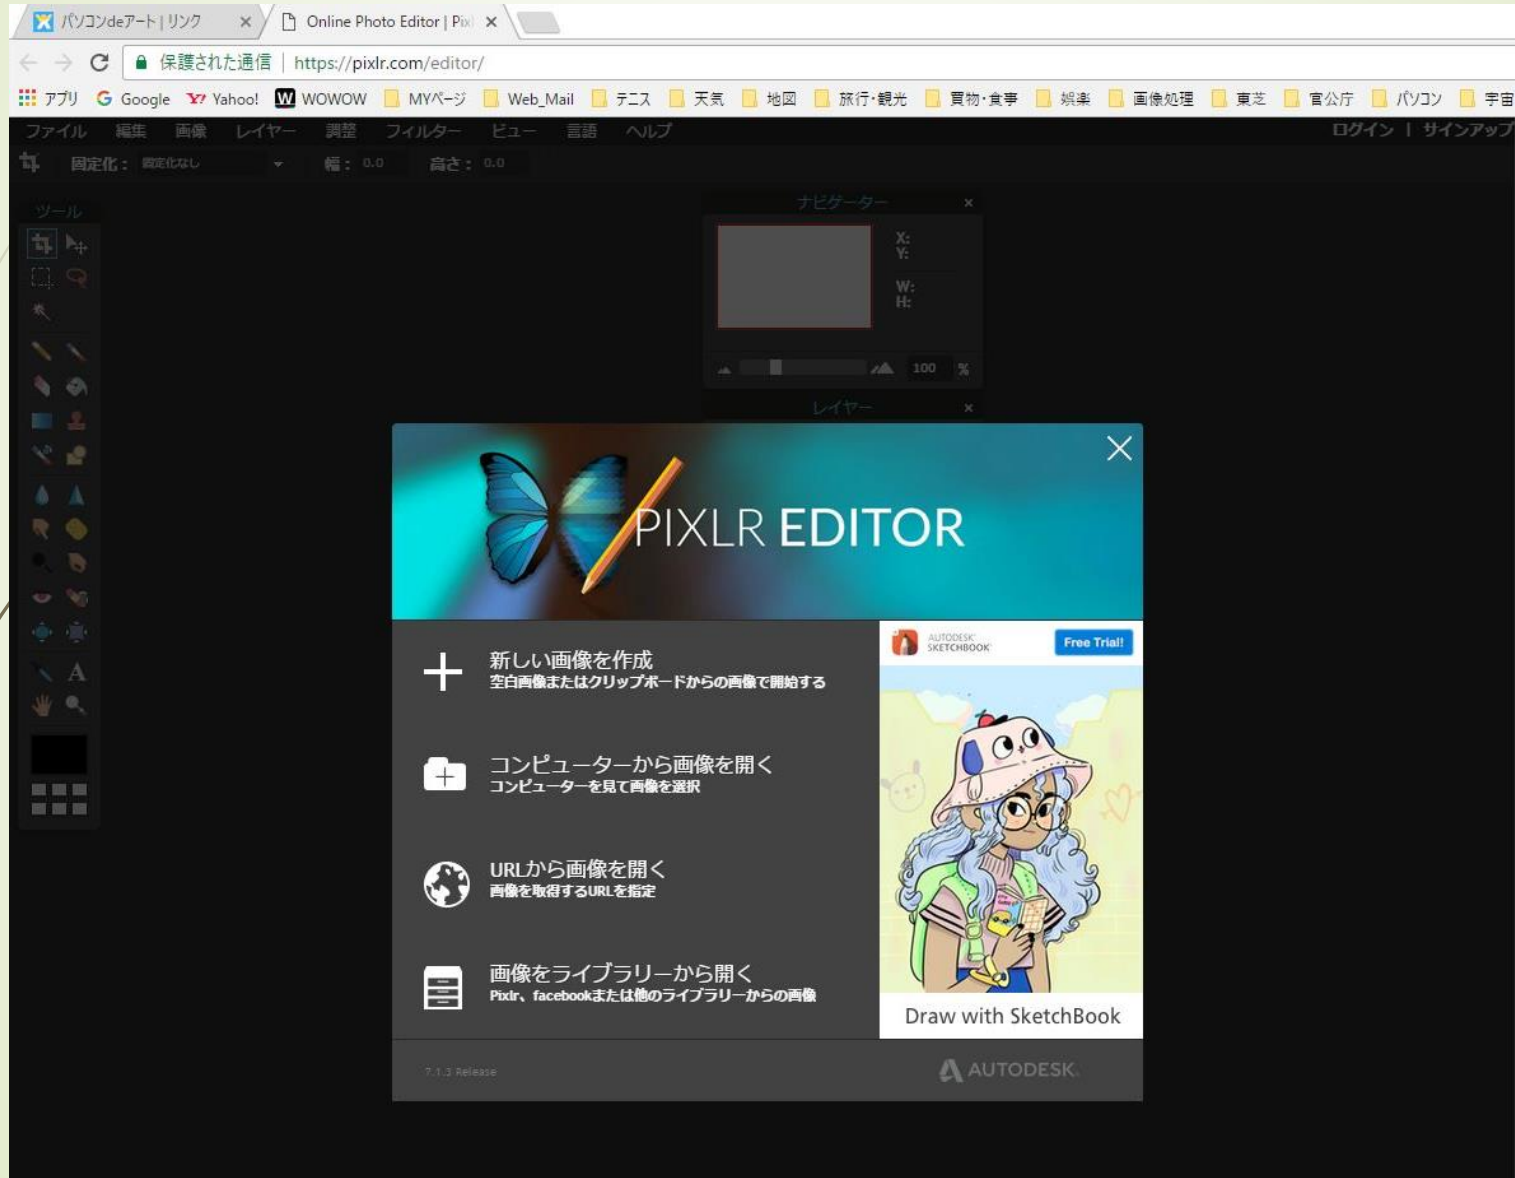 パソコンdeアート | リンク
Online Photo Editor | Pix
保護された通信 | https://pixlr.com/editor/
アプリ Google Yahoo! WOWOW MYページ Web_Mail テニス 天気 地図 旅行・観光 買物・食事 娯楽 画像処理 東芝 官公庁 パソコン 宇宙
ファイル 編集 画像 レイヤー 調整 フィルター ビュー 言語 ヘルプ ログイン | サインアップ
固定化: 固定化なし 幅: 0.0 高さ: 0.0
ツール
ナビゲーター
X:
Y:
W:
H:
100 %
レイヤー
PIXLR EDITOR
新しい画像を作成
空白画像またはクリップボードからの画像で開始する
コンピューターから画像を開く
コンピューターを見て画像を選択
URLから画像を開く
画像を取得するURLを指定
画像をライブラリーから開く
Pixlr、facebookまたは他のライブラリーからの画像
AUTODESK
SKETCHBOOK
Free Trial!
Draw with SketchBook
7.1.3 Release
AUTODESK.